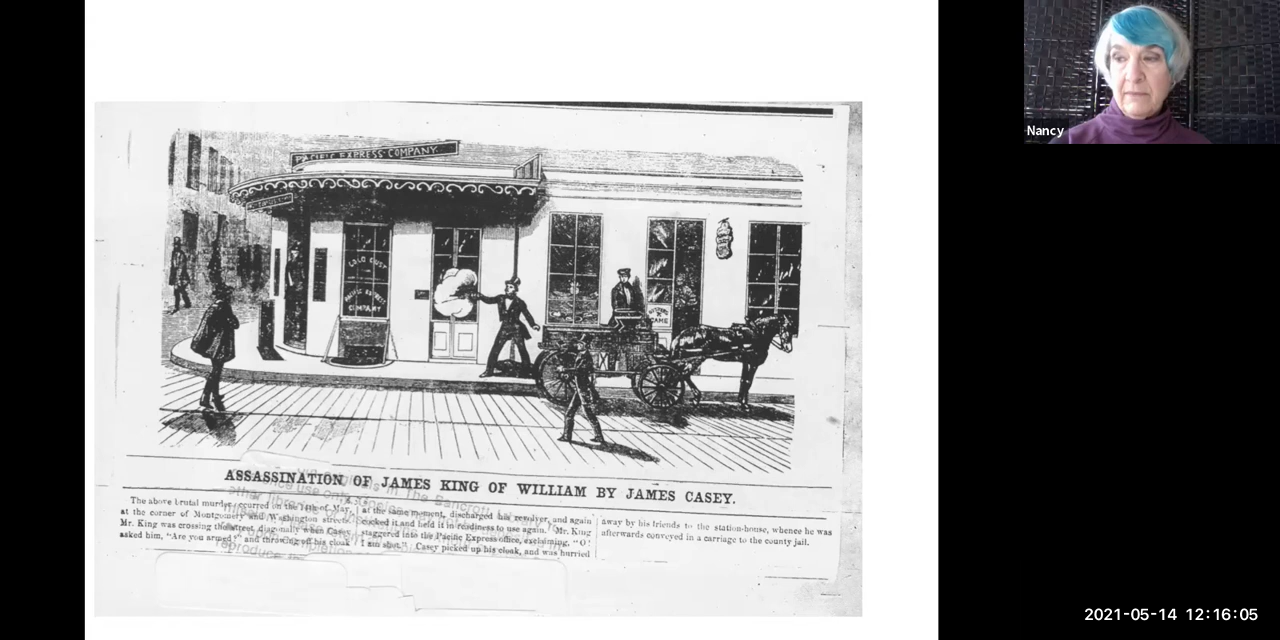 Nancy
PACIFIC EXPRESS COMPANY.
GOLD DUST
PACIFIC EXPRESS
COMPANY
ASSASSINATION OF JAMES KING OF WILLIAM BY JAMES CASEY.
The above brutal murder occurred on the 14th of May,
at the corner of Montgomery and Washington streets.
Mr. King was crossing the street diagonally when Casey
asked him, "Are you armed?" and throwing off his cloak
at the same moment, discharged his revolver, and again
cocked it and held it in readiness to use again. Mr. King
staggered into the Pacific Express office, exclaiming, "O!
I am shot." Casey picked up his cloak, and was hurried
away by his friends to the station-house, whence he was
afterwards conveyed in a carriage to the county jail.
in The Bancroft Library
2021-05-14 12:16:05